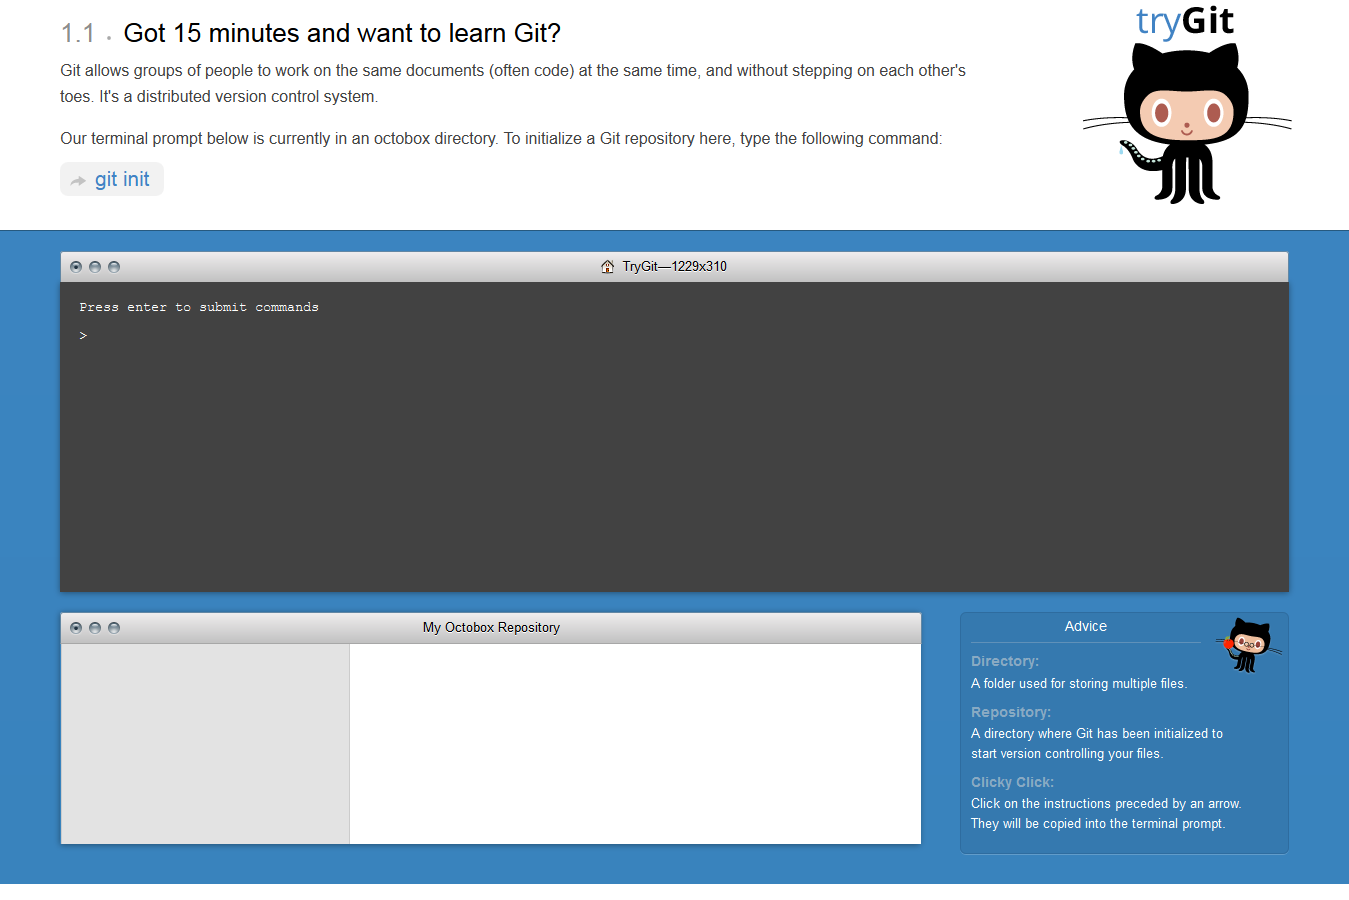 tryGit
1.1 · Got 15 minutes and want to learn Git?
Git allows groups of people to work on the same documents (often code) at the same time, and without stepping on each other's
toes. It's a distributed version control system.
Our terminal prompt below is currently in an octobox directory. To initialize a Git repository here, type the following command:
git init
TryGit—1229x310
Press enter to submit commands
>
My Octobox Repository
Advice
Directory:
A folder used for storing multiple files.
Repository:
A directory where Git has been initialized to
start version controlling your files.
Clicky Click:
Click on the instructions preceded by an arrow.
They will be copied into the terminal prompt.